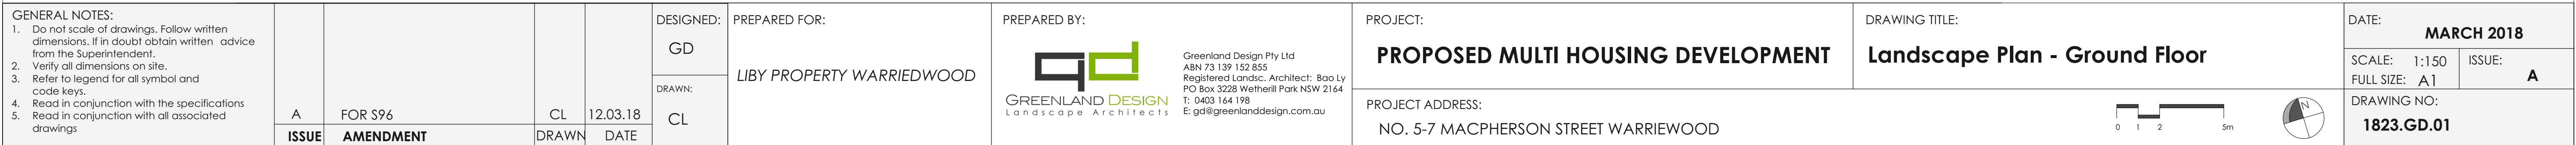 GENERAL NOTES:
1. Do not scale of drawings. Follow written
dimensions. If in doubt obtain written advice
from the Superintendent.
2. Verify all dimensions on site.
3. Refer to legend for all symbol and
code keys.
4. Read in conjunction with the specifications
5. Read in conjunction with all associated
drawings
A FOR S96 CL 12.03.18
ISSUE AMENDMENT DRAWN DATE
DESIGNED:
GD
DRAWN:
CL
PREPARED FOR:
LIBY PROPERTY WARRIEDWOOD
PREPARED BY:
gd
GREENLAND DESIGN
Landscape Architects
Greenland Design Pty Ltd
ABN 73 139 152 855
Registered Landsc. Architect: Bao Ly
PO Box 3228 Wetherill Park NSW 2164
T: 0403 164 198
E: gd@greenlanddesign.com.au
PROJECT:
PROPOSED MULTI HOUSING DEVELOPMENT
PROJECT ADDRESS:
NO. 5-7 MACPHERSON STREET WARRIEWOOD
DRAWING TITLE:
Landscape Plan - Ground Floor
0 1 2 5m
N
DATE:
MARCH 2018
SCALE: 1:150
FULL SIZE: A1
ISSUE:
A
DRAWING NO:
1823.GD.01